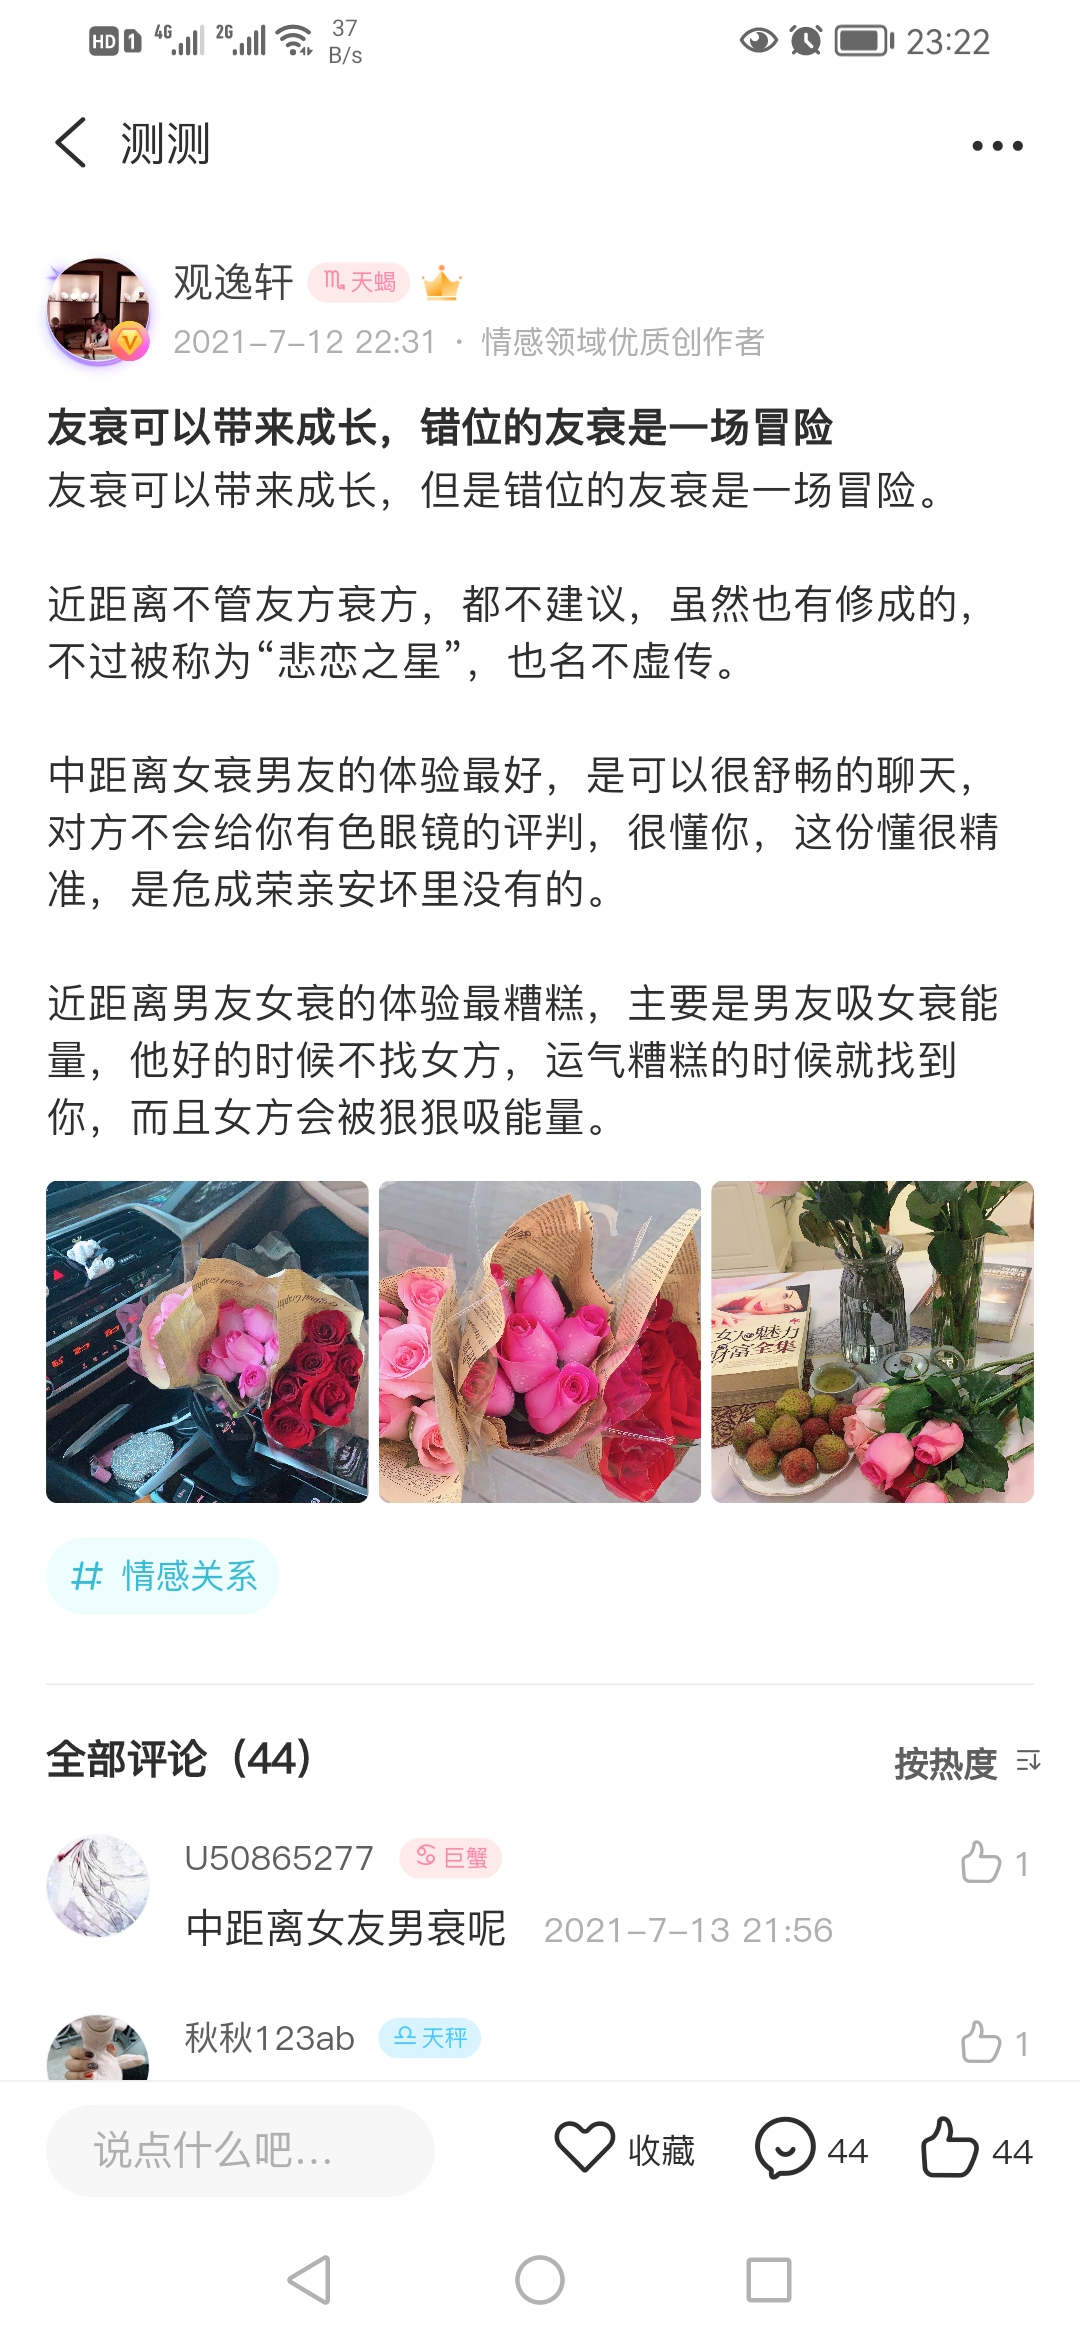 HD 1 4G 2G 37 B/s 23:22
测测
观逸轩 天蝎
2021-7-12 22:31 · 情感领域优质创作者
友衰可以带来成长，错位的友衰是一场冒险
友衰可以带来成长，但是错位的友衰是一场冒险。
近距离不管友方衰方，都不建议，虽然也有修成的，
不过被称为“悲恋之星”，也名不虚传。
中距离女衰男友的体验最好，是可以很舒畅的聊天，
对方不会给你有色眼镜的评判，很懂你，这份懂很精
准，是危成荣亲安坏里没有的。
近距离男友女衰的体验最糟糕，主要是男友吸女衰能
量，他好的时候不找女方，运气糟糕的时候就找到
你，而且女方会被狠狠吸能量。
女人的魅力
财富全集
# 情感关系
全部评论（44）
按热度
U50865277 巨蟹
1
中距离女友男衰呢 2021-7-13 21:56
秋秋123ab 天秤
1
说点什么吧...
收藏 44 44